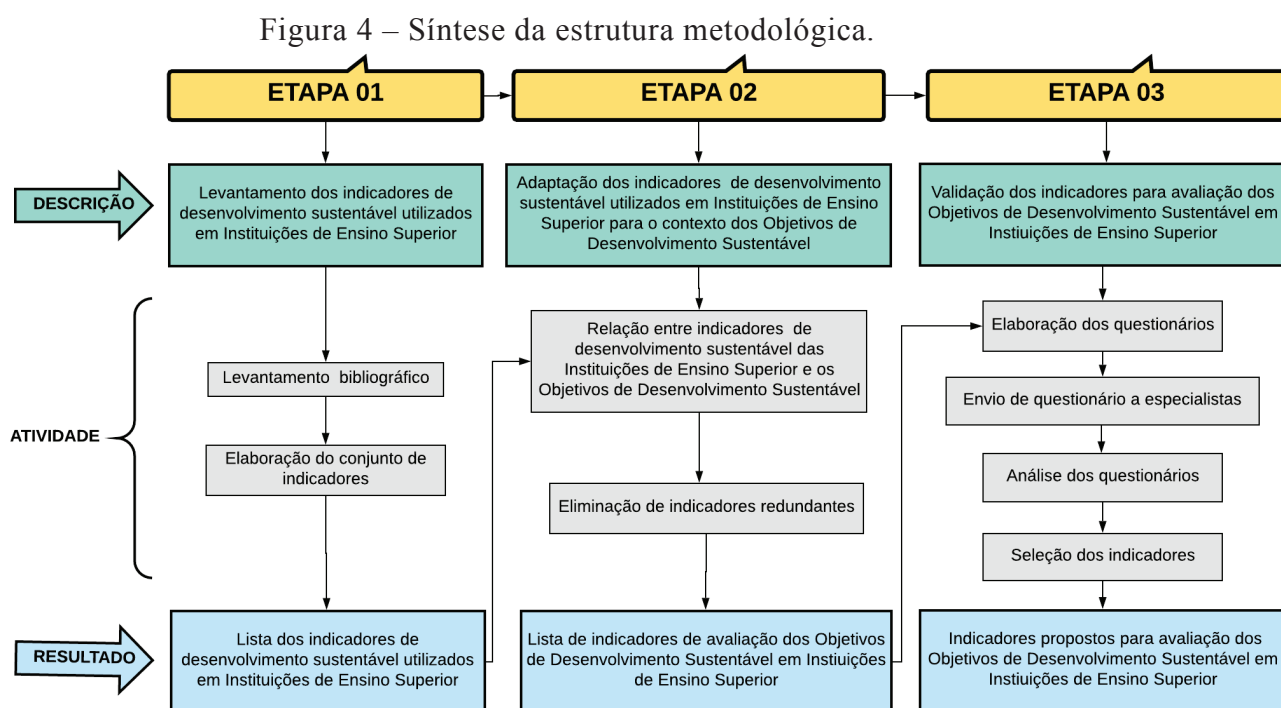 Figura 4 – Síntese da estrutura metodológica.
ETAPA 01
ETAPA 02
ETAPA 03
DESCRIÇÃO
Levantamento dos indicadores de
desenvolvimento sustentável utilizados
em Instituições de Ensino Superior
Adaptação dos indicadores de desenvolvimento
sustentável utilizados em Instituições de Ensino
Superior para o contexto dos Objetivos de
Desenvolvimento Sustentável
Validação dos indicadores para avaliação dos
Objetivos de Desenvolvimento Sustentável em
Instiuições de Ensino Superior
ATIVIDADE
Levantamento bibliográfico
Elaboração do conjunto de
indicadores
Relação entre indicadores de
desenvolvimento sustentável das
Instituições de Ensino Superior e os
Objetivos de Desenvolvimento Sustentável
Eliminação de indicadores redundantes
Elaboração dos questionários
Envio de questionário a especialistas
Análise dos questionários
Seleção dos indicadores
RESULTADO
Lista dos indicadores de
desenvolvimento sustentável utilizados
em Instituições de Ensino Superior
Lista de indicadores de avaliação dos Objetivos
de Desenvolvimento Sustentável em Instiuições
de Ensino Superior
Indicadores propostos para avaliação dos
Objetivos de Desenvolvimento Sustentável em
Instiuições de Ensino Superior